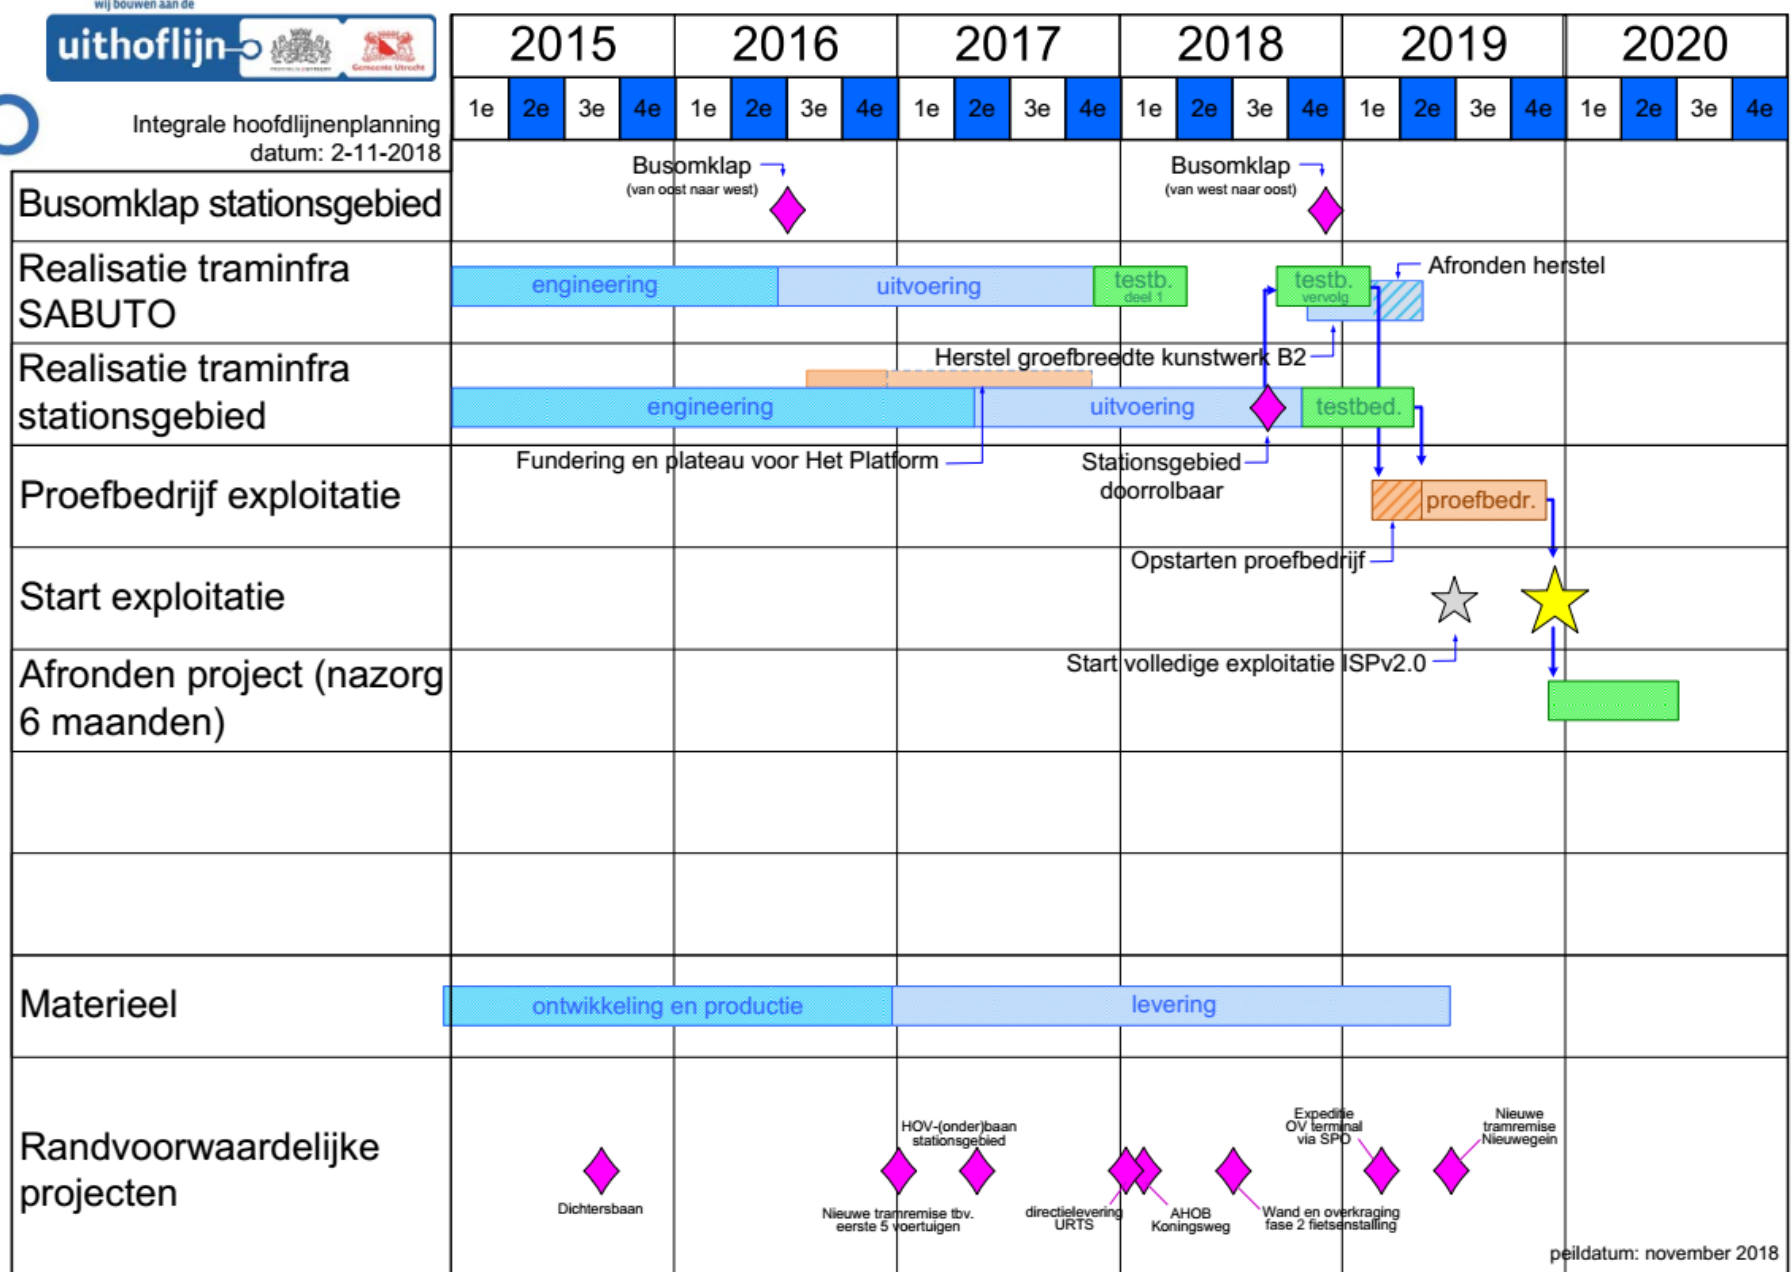 wij bouwen aan de
uithoflijn
Gemeente Utrecht
Integrale hoofdlijnenplanning
datum: 2-11-2018
2015 2016 2017 2018 2019 2020
1e 2e 3e 4e 1e 2e 3e 4e 1e 2e 3e 4e 1e 2e 3e 4e 1e 2e 3e 4e 1e 2e 3e 4e
Busomklap stationsgebied
Busomklap
(van oost naar west)
Busomklap
(van west naar oost)
Realisatie traminfra
SABUTO
engineering
uitvoering
testb.
deel 1
testb.
vervolg
Afronden herstel
Herstel groefbreedte kunstwerk B2
Realisatie traminfra
stationsgebied
engineering
uitvoering
testbed.
Fundering en plateau voor Het Platform
Stationsgebied
doorrolbaar
Proefbedrijf exploitatie
proefbedr.
Opstarten proefbedrijf
Start exploitatie
Start volledige exploitatie ISPv2.0
Afronden project (nazorg
6 maanden)
Materieel
ontwikkeling en productie
levering
Randvoorwaardelijke
projecten
Dichtersbaan
Nieuwe tramremise tbv.
eerste 5 voertuigen
HOV-(onder)baan
stationsgebied
directielevering
URTS
AHOB
Koningsweg
Wand en overkraging
fase 2 fietsenstalling
Expeditie
OV terminal
via SPO
Nieuwe
tramremise
Nieuwegein
peildatum: november 2018